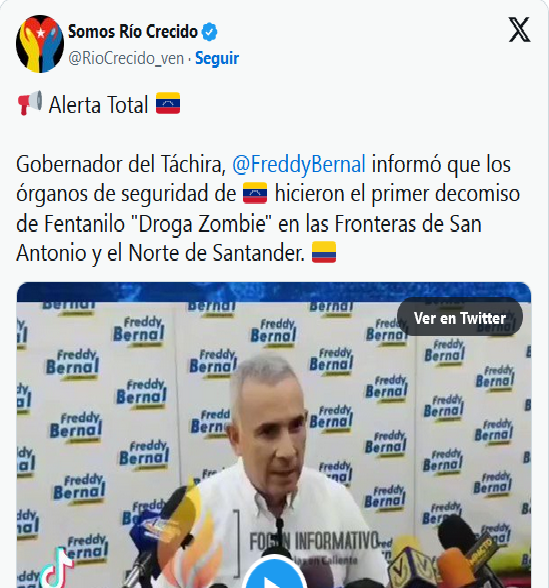 Somos Río Crecido
@RioCrecido_ven · Seguir
Alerta Total
Gobernador del Táchira, @FreddyBernal informó que los
órganos de seguridad de hicieron el primer decomiso
de Fentanilo "Droga Zombie" en las Fronteras de San
Antonio y el Norte de Santander.
Ver en Twitter
Freddy
Bernal
FOGÓN INFORMATIVO